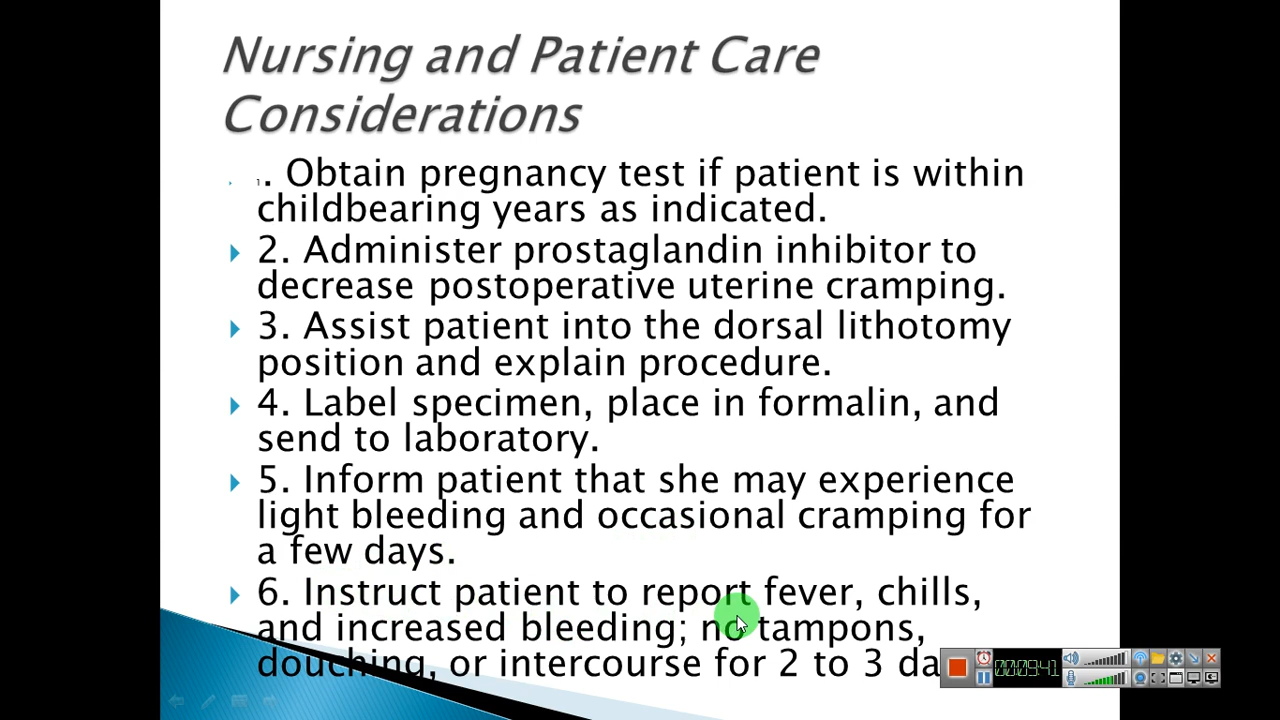 Nursing and Patient Care
Considerations
1. Obtain pregnancy test if patient is within
childbearing years as indicated.
2. Administer prostaglandin inhibitor to
decrease postoperative uterine cramping.
3. Assist patient into the dorsal lithotomy
position and explain procedure.
4. Label specimen, place in formalin, and
send to laboratory.
5. Inform patient that she may experience
light bleeding and occasional cramping for
a few days.
6. Instruct patient to report fever, chills,
and increased bleeding; no tampons,
douching, or intercourse for 2 to 3 da
00:09:41